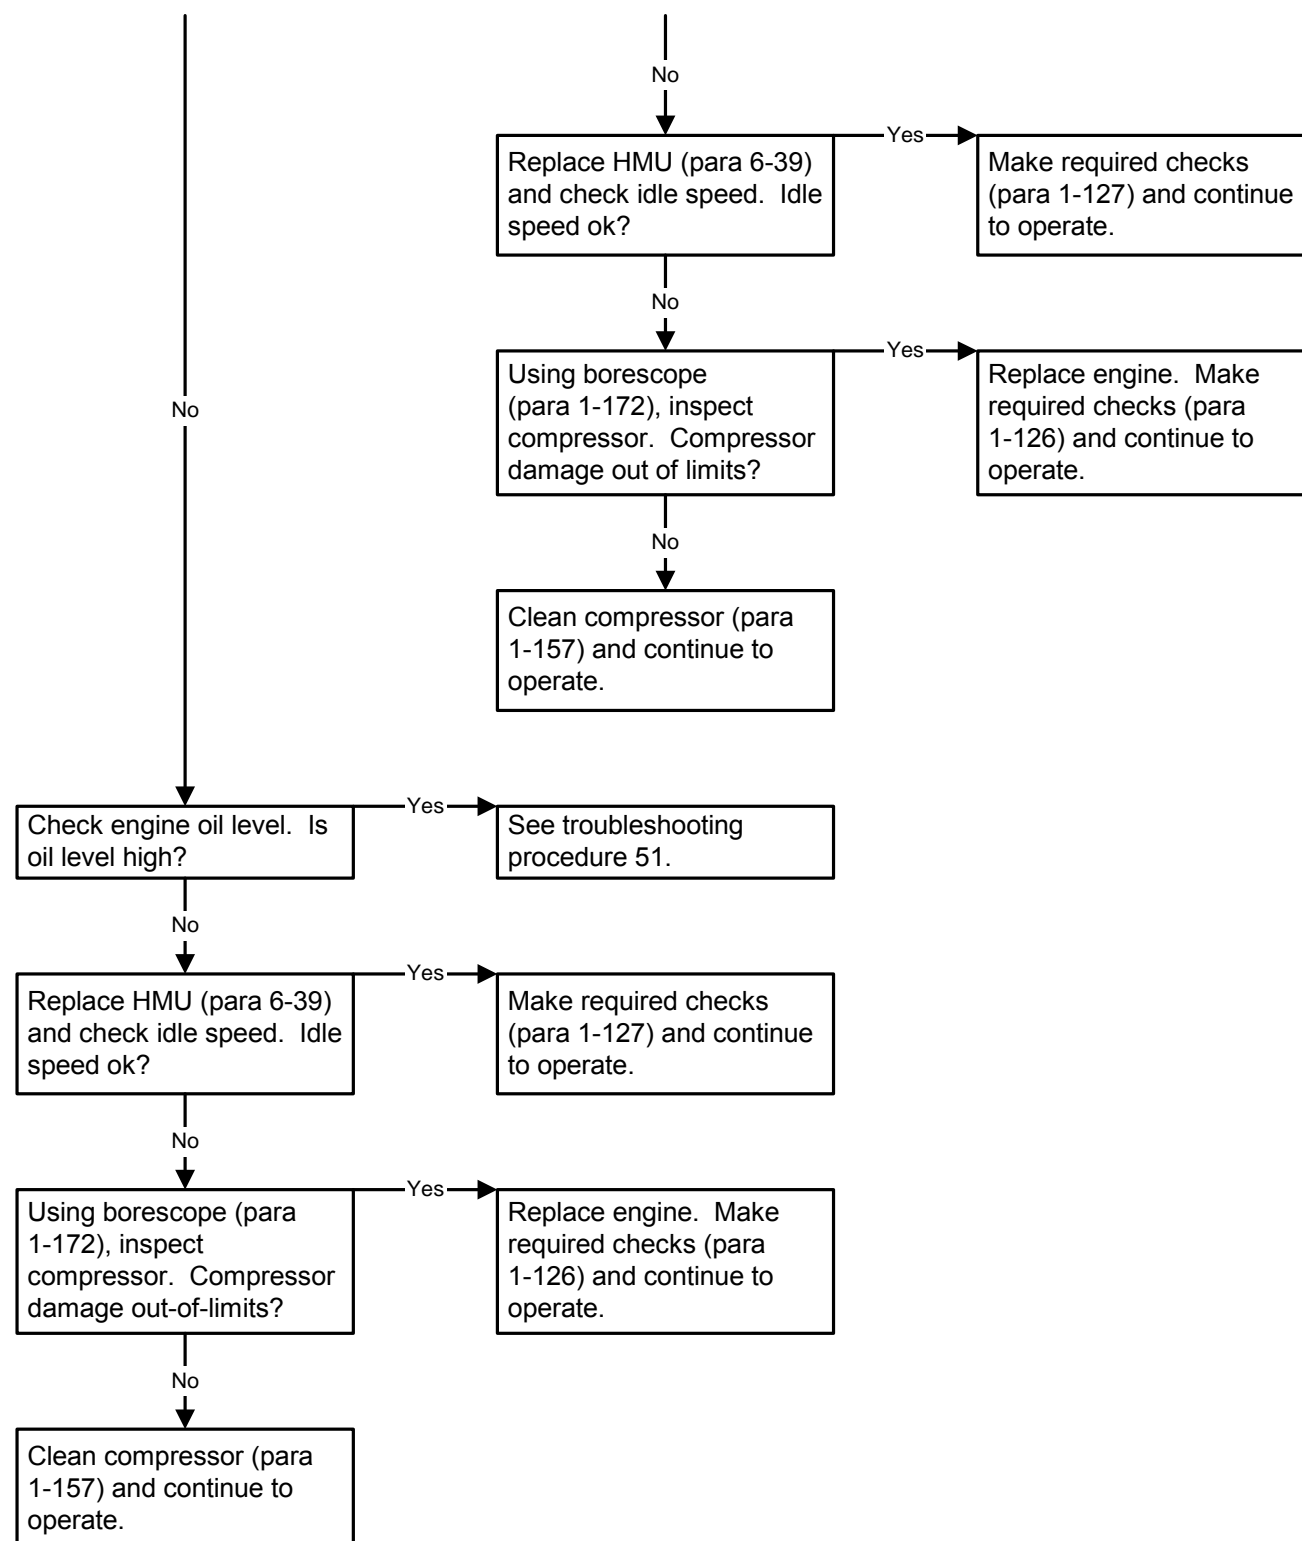 No
Replace HMU (para 6-39)
and check idle speed.  Idle
speed ok?
Yes
Make required checks
(para 1-127) and continue
to operate.
No
Using borescope
(para 1-172), inspect
compressor.  Compressor
damage out of limits?
Yes
Replace engine.  Make
required checks (para
1-126) and continue to
operate.
No
No
Clean compressor (para
1-157) and continue to
operate.
Check engine oil level.  Is
oil level high?
Yes
See troubleshooting
procedure 51.
No
Replace HMU (para 6-39)
and check idle speed.  Idle
speed ok?
Yes
Make required checks
(para 1-127) and continue
to operate.
No
Using borescope (para
1-172), inspect
compressor.  Compressor
damage out-of-limits?
Yes
Replace engine.  Make
required checks (para
1-126) and continue to
operate.
No
Clean compressor (para
1-157) and continue to
operate.